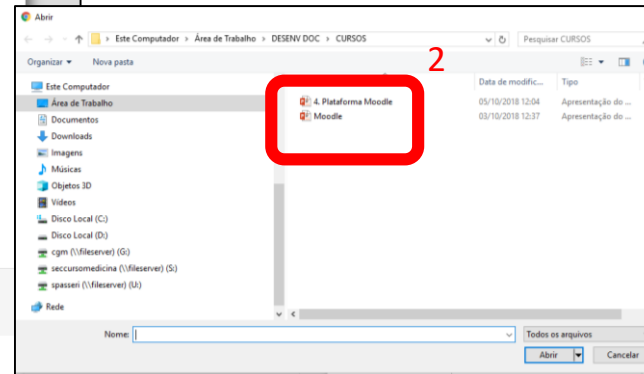 Abrir
Este Computador > Área de Trabalho > DESENV DOC > CURSOS
Pesquisar CURSOS
Organizar
Nova pasta
2
Data de modific...
Tipo
Este Computador
Área de Trabalho
Documentos
Downloads
Imagens
Músicas
Objetos 3D
Vídeos
Disco Local (C:)
Disco Local (D:)
cgm (\\fileserver) (G:)
seccursomedicina (\\fileserver) (S:)
spasseri (\\fileserver) (U:)
Rede
4. Plataforma Moodle 05/10/2018 12:04 Apresentação do ...
Moodle 03/10/2018 12:37 Apresentação do ...
Nome:
Todos os arquivos
Abrir
Cancelar